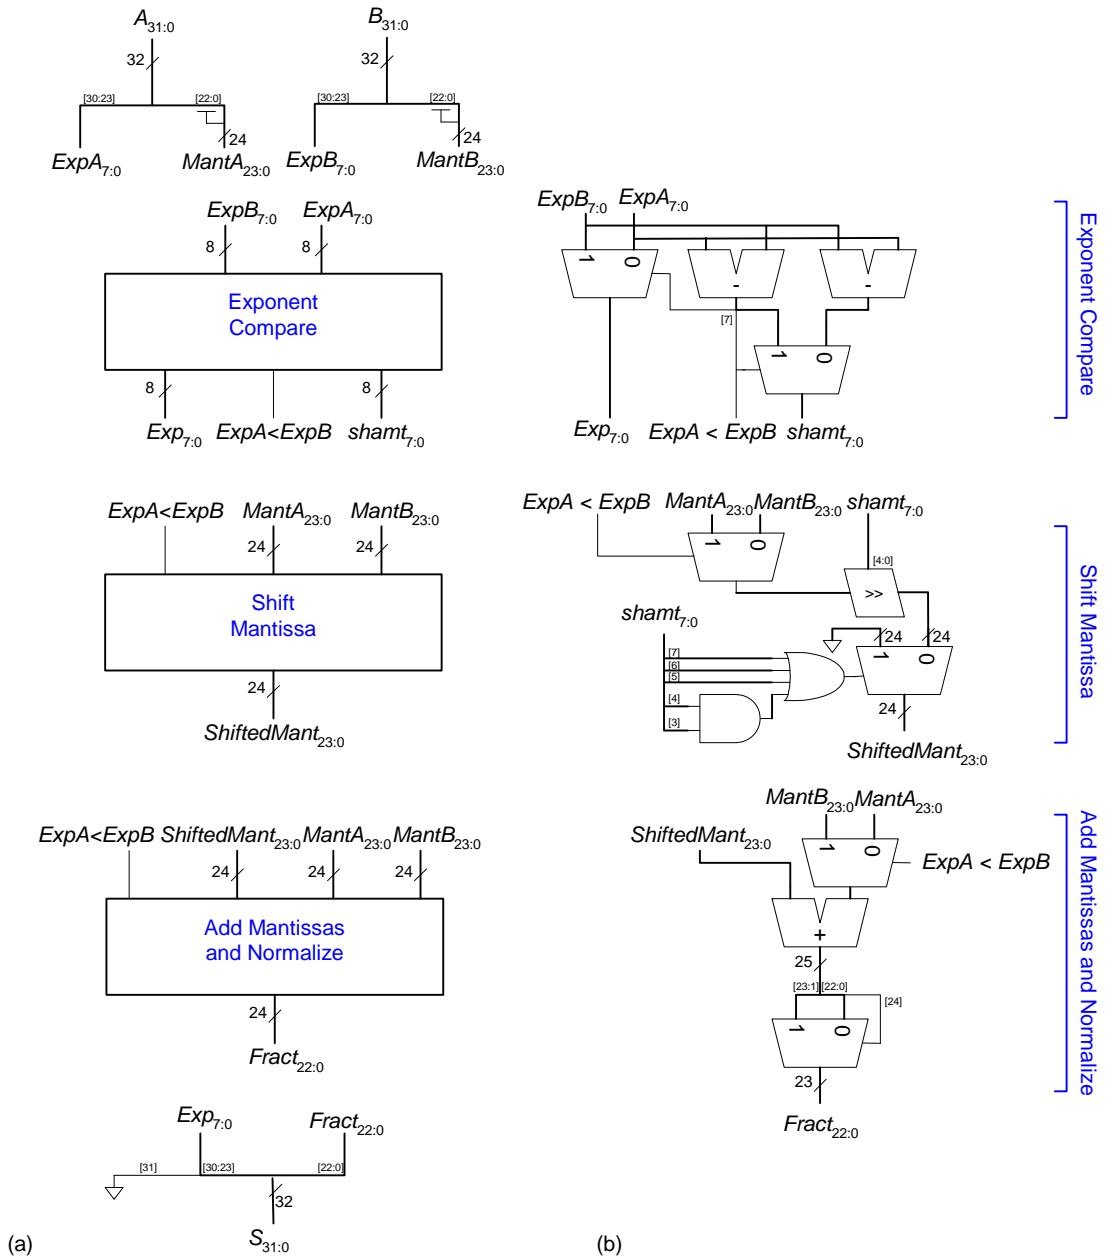 A31:0
B31:0
32
32
[30:23] [22:0]
[30:23] [22:0]
24
24
ExpA7:0 MantA23:0
ExpB7:0 MantB23:0
ExpB7:0 ExpA7:0
8 8
Exponent
Compare
8 8
Exp7:0 ExpA<ExpB shamt7:0
ExpA<ExpB MantA23:0 MantB23:0
24 24
Shift
Mantissa
24
ShiftedMant23:0
ExpA<ExpB ShiftedMant23:0 MantA23:0 MantB23:0
24 24 24
Add Mantissas
and Normalize
24
Fract22:0
Exp7:0 Fract22:0
[31] [30:23] [22:0]
32
S31:0
(a)
ExpB7:0 ExpA7:0
1 0
- -
[7]
1 0
Exp7:0 ExpA < ExpB shamt7:0
Exponent Compare
ExpA < ExpB MantA23:0 MantB23:0 shamt7:0
1 0
[4:0]
>>
shamt7:0
24 24
[7]
[6]
[5]
[4]
[3]
1 0
24
ShiftedMant23:0
Shift Mantissa
MantB23:0 MantA23:0
ShiftedMant23:0
1 0
ExpA < ExpB
+
25
[23:1] [22:0]
[24]
1 0
23
Fract22:0
Add Mantissas and Normalize
(b)